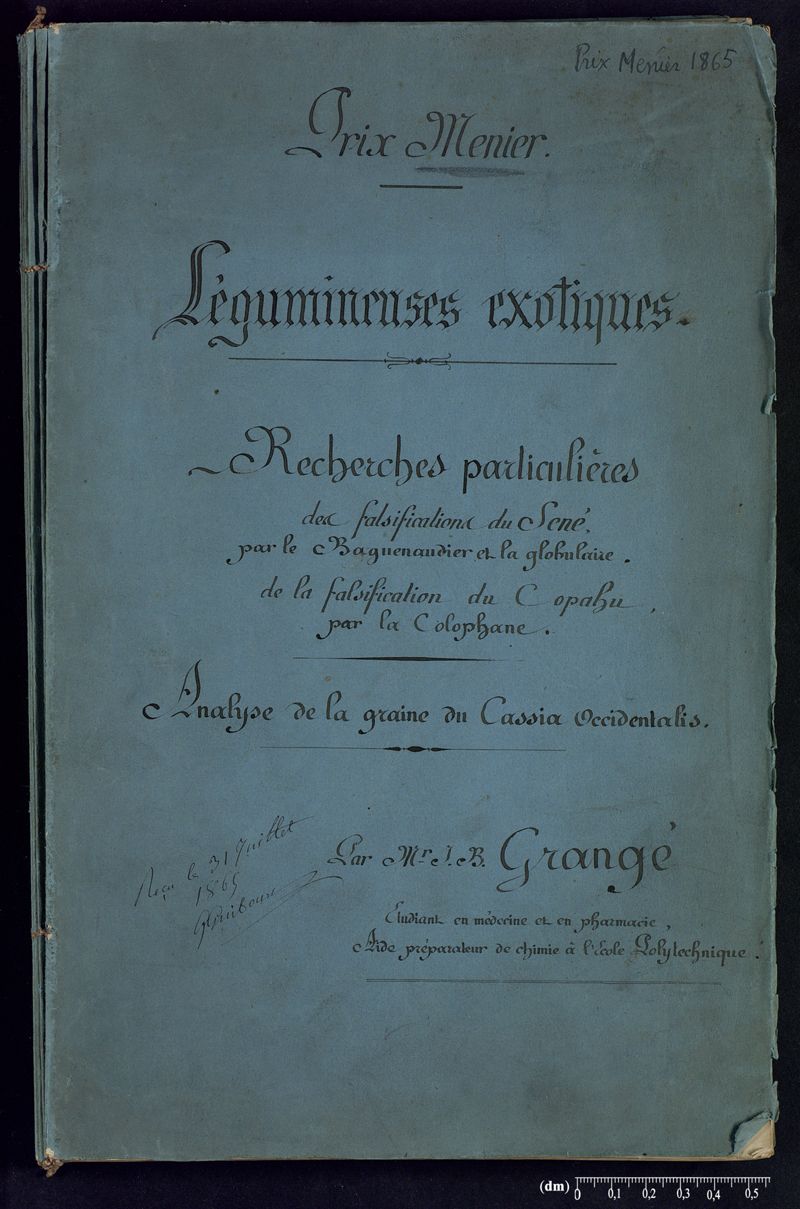 Prix Menier 1865
Prix Menier.
Légumineuses exotiques.
Recherches particulières
des falsifications du Sené,
par le Baguenaudier et la globulaire.
de la falsification du Copahu,
par la Colophane.
Analyse de la graine du Cassia Occidentalis.
Reçu le 31 Juillet
1865
Guibourt
Par Mr J. B. Grangé
Etudiant en médecine et en pharmacie,
Aide préparateur de chimie à l'école Polytechnique.
(dm) 0 0,1 0,2 0,3 0,4 0,5